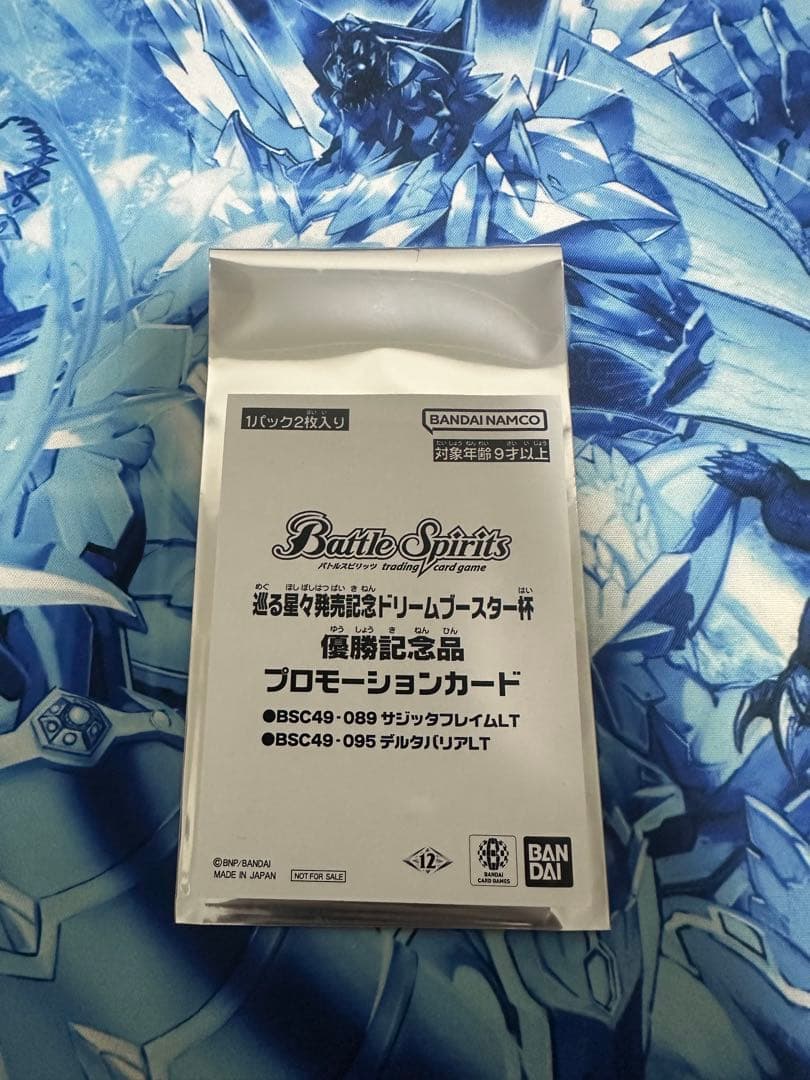 1パック2枚入り
BANDAI NAMCO
対象年齢9才以上
Battle Spirits
バトルスピリッツ trading card game
巡る星々発売記念ドリームブースター杯
優勝記念品
プロモーションカード
●BSC49-089 サジッタフレイムLT
●BSC49-095 デルタバリアLT
©BNP/BANDAI
MADE IN JAPAN
NOT FOR SALE
12
BANDAI
CARD GAMES
BAN
DAI